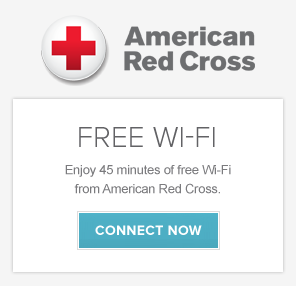 American
Red Cross
FREE WI-FI
Enjoy 45 minutes of free Wi-Fi
from American Red Cross.
CONNECT NOW